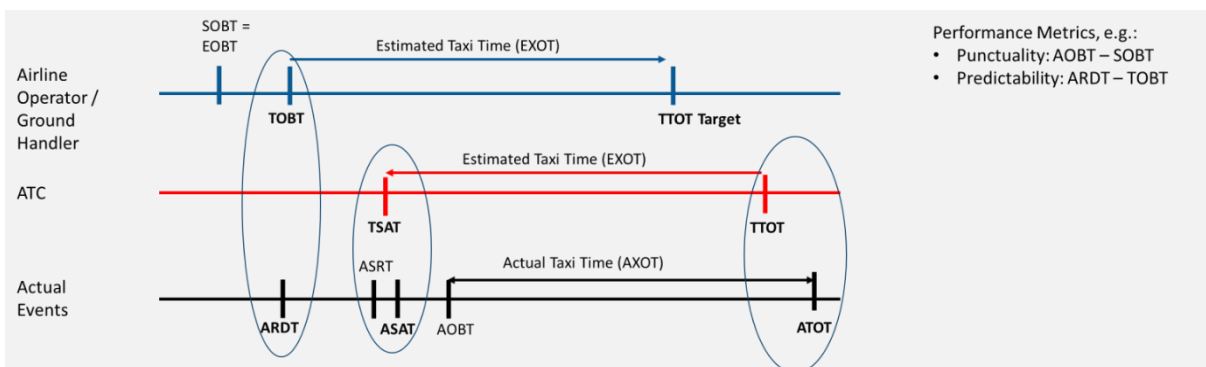 SOBT =
EOBT
Estimated Taxi Time (EXOT)
Performance Metrics, e.g.:
• Punctuality: AOBT – SOBT
• Predictability: ARDT – TOBT
Airline
Operator /
Ground
Handler
TOBT
TTOT Target
Estimated Taxi Time (EXOT)
ATC
TSAT
TTOT
ASRT
Actual Taxi Time (AXOT)
Actual
Events
ARDT
ASAT
AOBT
ATOT